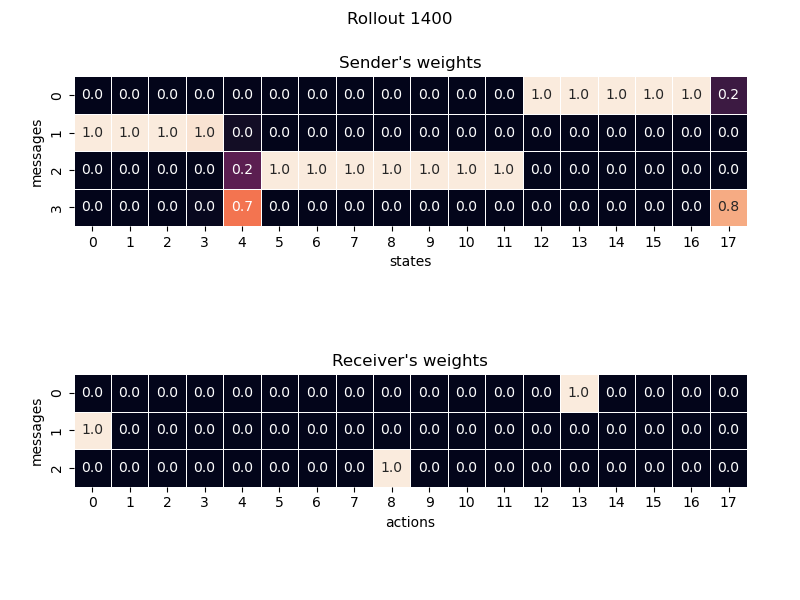 Rollout 1400
Sender's weights
0 0.0 0.0 0.0 0.0 0.0 0.0 0.0 0.0 0.0 0.0 0.0 0.0 1.0 1.0 1.0 1.0 1.0 0.2
1 1.0 1.0 1.0 1.0 0.0 0.0 0.0 0.0 0.0 0.0 0.0 0.0 0.0 0.0 0.0 0.0 0.0 0.0
2 0.0 0.0 0.0 0.0 0.2 1.0 1.0 1.0 1.0 1.0 1.0 1.0 0.0 0.0 0.0 0.0 0.0 0.0
3 0.0 0.0 0.0 0.0 0.7 0.0 0.0 0.0 0.0 0.0 0.0 0.0 0.0 0.0 0.0 0.0 0.0 0.8
messages
0 1 2 3 4 5 6 7 8 9 10 11 12 13 14 15 16 17
states
Receiver's weights
0 0.0 0.0 0.0 0.0 0.0 0.0 0.0 0.0 0.0 0.0 0.0 0.0 0.0 1.0 0.0 0.0 0.0 0.0
1 1.0 0.0 0.0 0.0 0.0 0.0 0.0 0.0 0.0 0.0 0.0 0.0 0.0 0.0 0.0 0.0 0.0 0.0
2 0.0 0.0 0.0 0.0 0.0 0.0 0.0 0.0 1.0 0.0 0.0 0.0 0.0 0.0 0.0 0.0 0.0 0.0
messages
0 1 2 3 4 5 6 7 8 9 10 11 12 13 14 15 16 17
actions